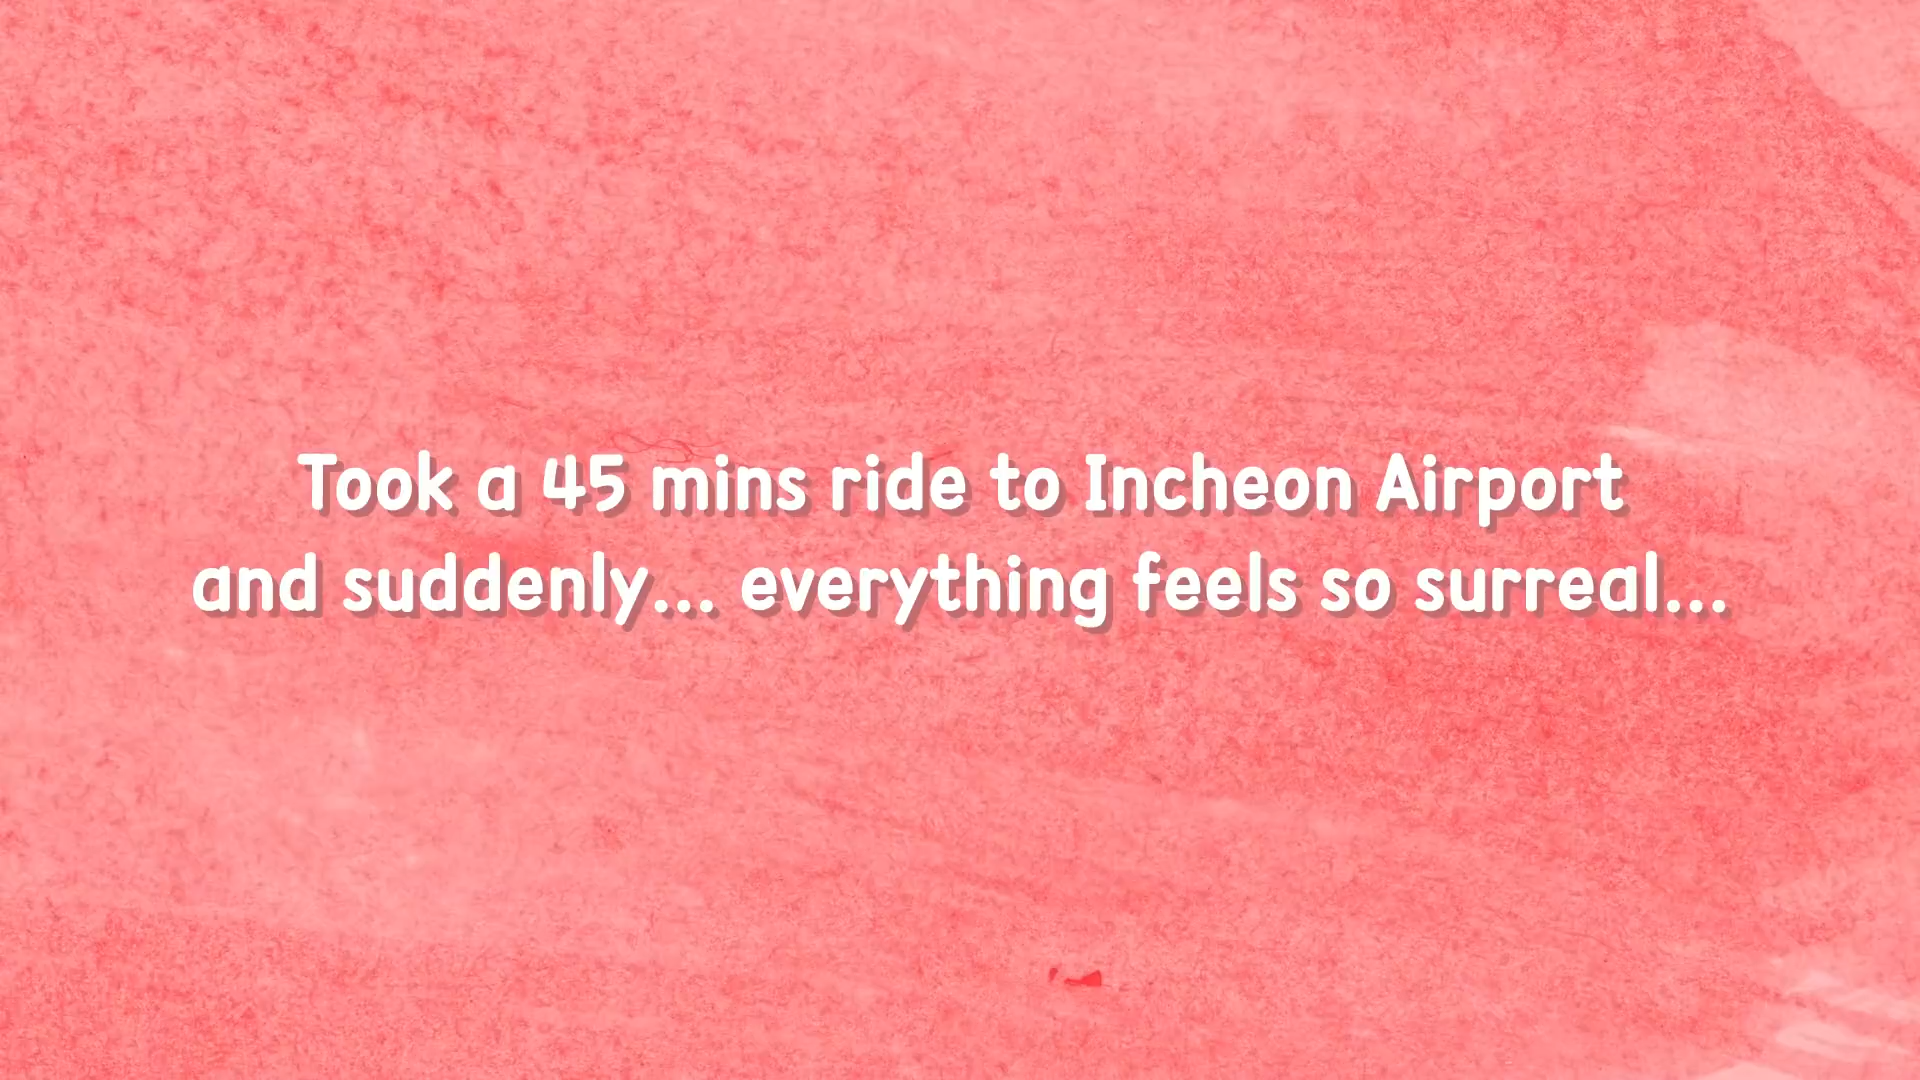 Took a 45 mins ride to Incheon Airport
and suddenly... everything feels so surreal...